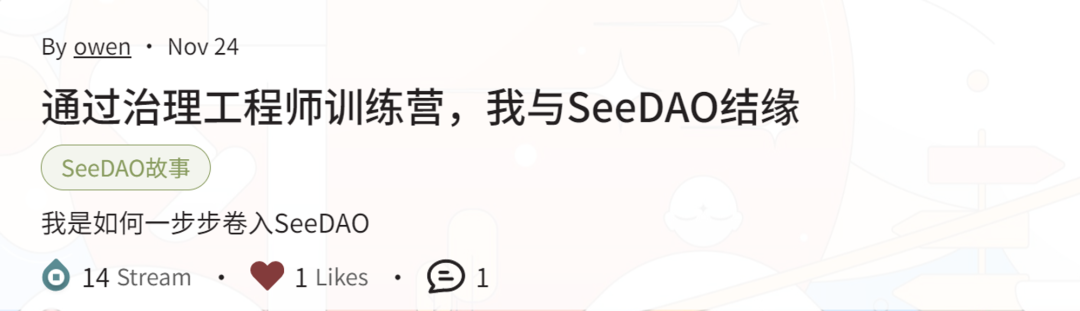 By owen · Nov 24
通过治理工程师训练营，我与SeeDAO结缘
SeeDAO故事
我是如何一步步卷入SeeDAO
14 Stream · 1 Likes · 1